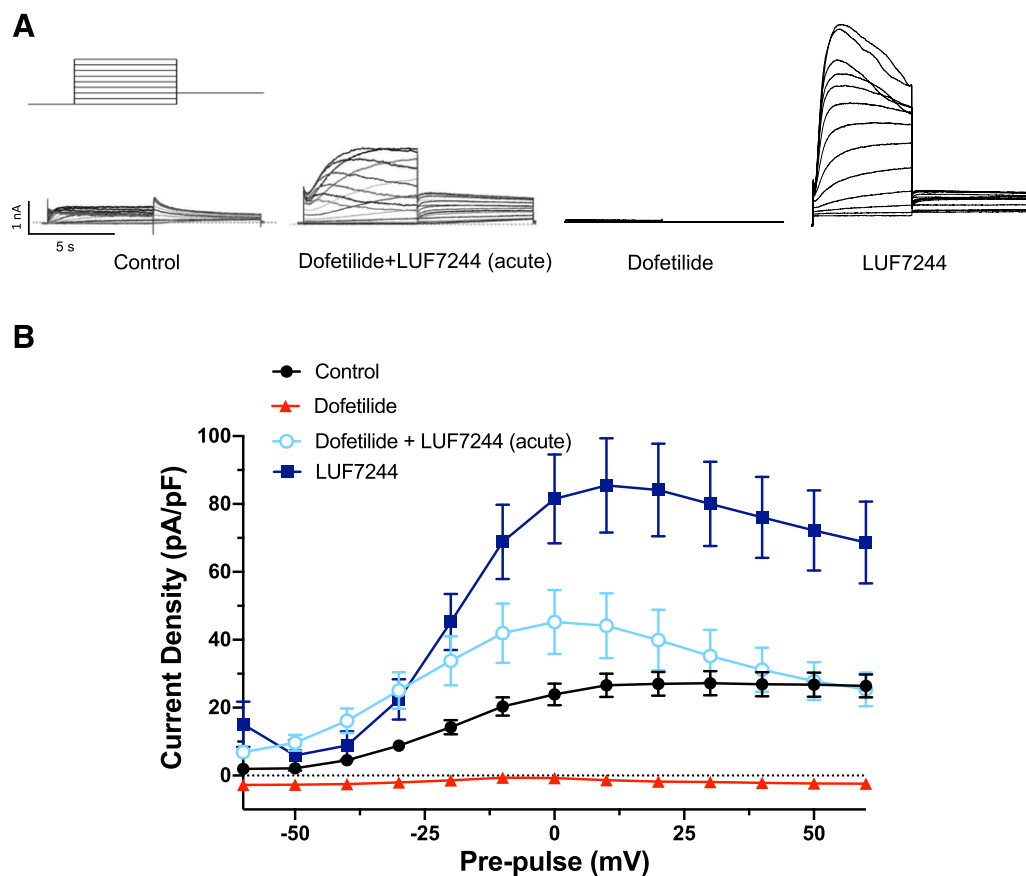 A
1 nA
5 s
Control
Dofetilide+LUF7244 (acute)
Dofetilide
LUF7244
B
Control
Dofetilide
Dofetilide + LUF7244 (acute)
LUF7244
Current Density (pA/pF)
100
80
60
40
20
0
-50 -25 0 25 50
Pre-pulse (mV)